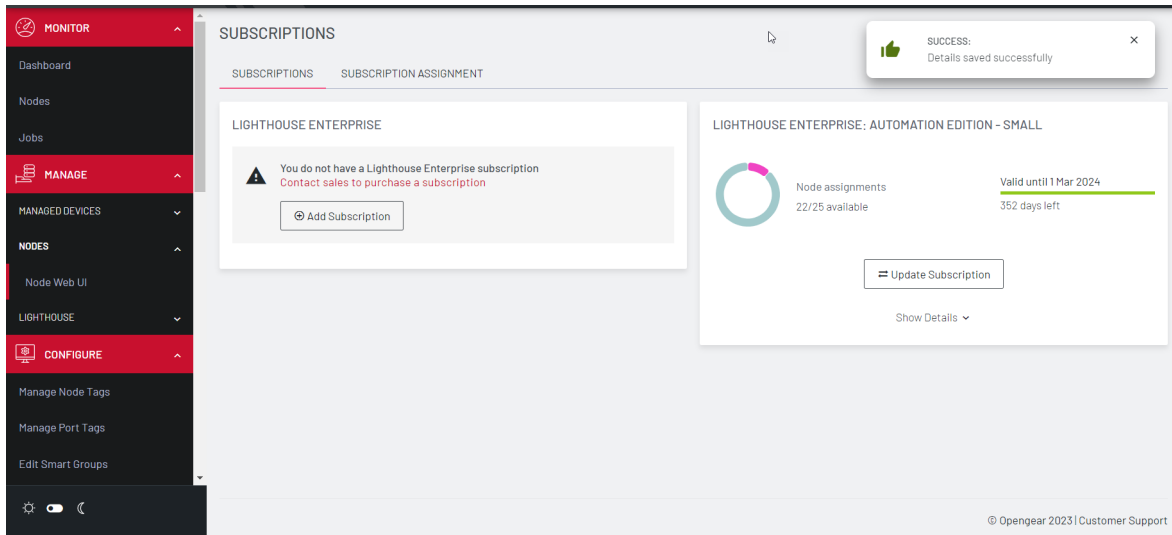 MONITOR
Dashboard
Nodes
Jobs
MANAGE
MANAGED DEVICES
NODES
Node Web UI
LIGHTHOUSE
CONFIGURE
Manage Node Tags
Manage Port Tags
Edit Smart Groups
SUBSCRIPTIONS
SUBSCRIPTIONS SUBSCRIPTION ASSIGNMENT
SUCCESS:
Details saved successfully
LIGHTHOUSE ENTERPRISE
You do not have a Lighthouse Enterprise subscription
Contact sales to purchase a subscription
Add Subscription
LIGHTHOUSE ENTERPRISE: AUTOMATION EDITION - SMALL
Node assignments
22/25 available
Valid until 1 Mar 2024
352 days left
Update Subscription
Show Details
© Opengear 2023 | Customer Support